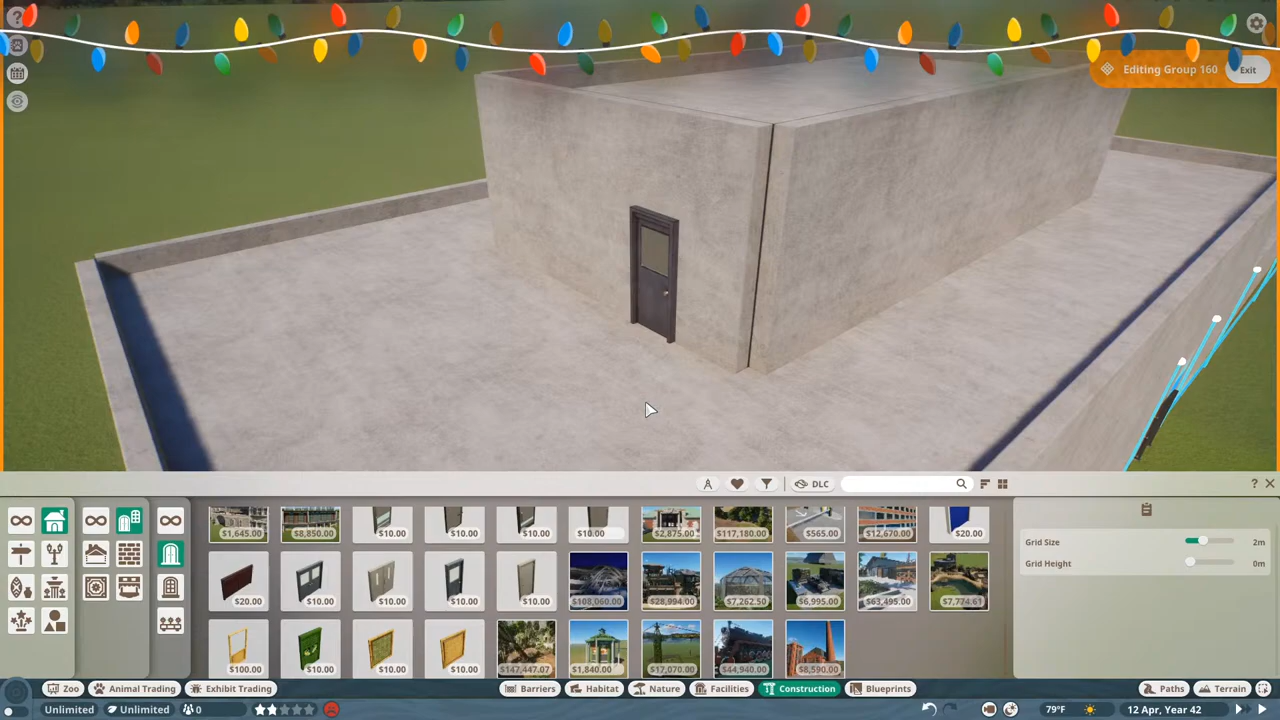 ?
Editing Group 160
Exit
DLC
?
$1,645.00
$8,850.00
$10.00
$10.00
$10.00
$10.00
$2,875.00
$117,180.00
$565.00
$12,670.00
$20.00
Grid Size
2m
Grid Height
0m
$20.00
$10.00
$10.00
$10.00
$10.00
$108,060.00
$28,994.00
$7,262.50
$6,995.00
$63,495.00
$7,774.61
$100.00
$10.00
$10.00
$10.00
$147,447.07
$1,840.00
$17,070.00
$44,940.00
$8,590.00
Zoo
Animal Trading
Exhibit Trading
Barriers
Habitat
Nature
Facilities
Construction
Blueprints
Paths
Terrain
Unlimited
Unlimited
0
79°F
12 Apr, Year 42